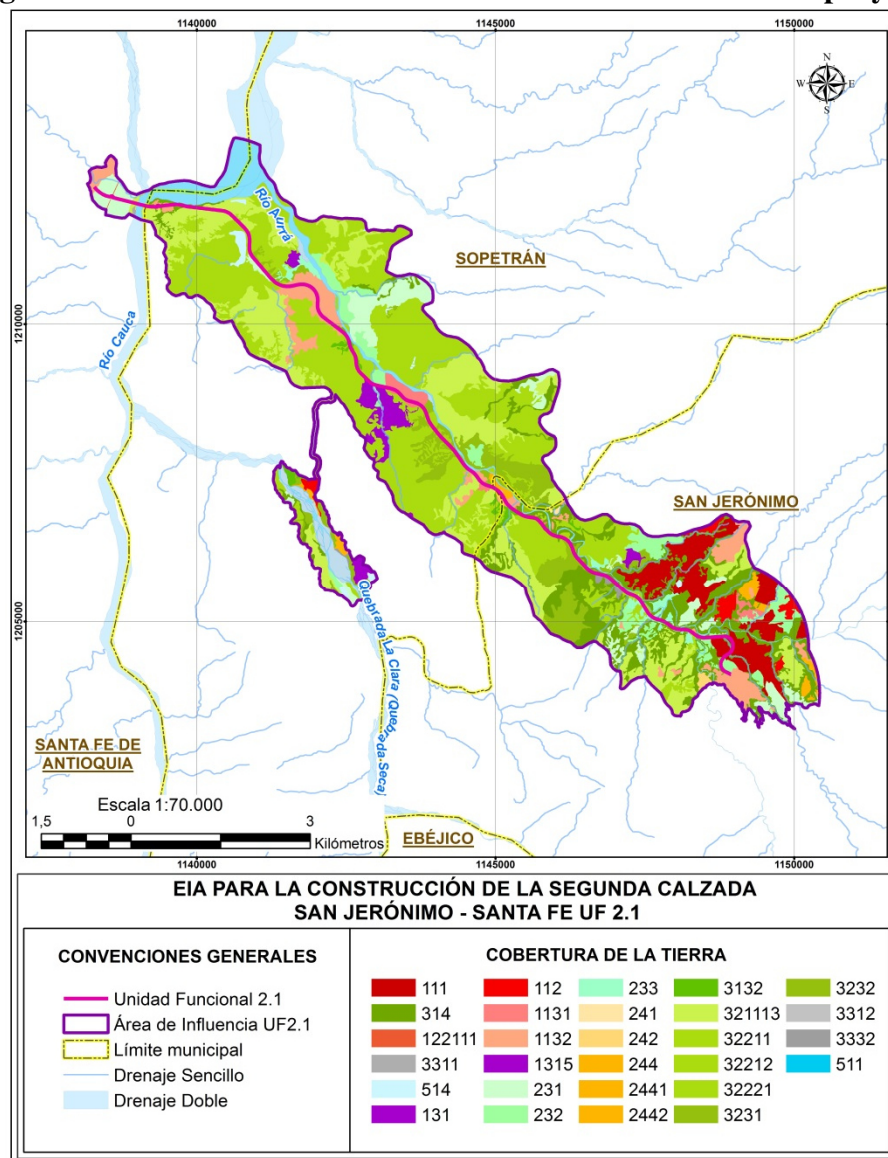 1140000
1145000
1150000
N
W
E
S
Río Aurrá
SOPETRÁN
1210000
Río Cauca
SAN JERÓNIMO
1205000
Quebrada La Clara (Quebrada Seca)
SANTA FE DE
ANTIOQUIA
Escala 1:70.000
1,5
0
3
Kilómetros
EBÉJICO
1140000
1145000
1150000
EIA PARA LA CONSTRUCCIÓN DE LA SEGUNDA CALZADA
SAN JERÓNIMO - SANTA FE UF 2.1
CONVENCIONES GENERALES
Unidad Funcional 2.1
Área de Influencia UF2.1
Límite municipal
Drenaje Sencillo
Drenaje Doble
COBERTURA DE LA TIERRA
111
314
122111
3311
514
131
112
1131
1132
1315
231
232
233
241
242
244
2441
2442
3132
321113
32211
32212
32221
3231
3232
3312
3332
511